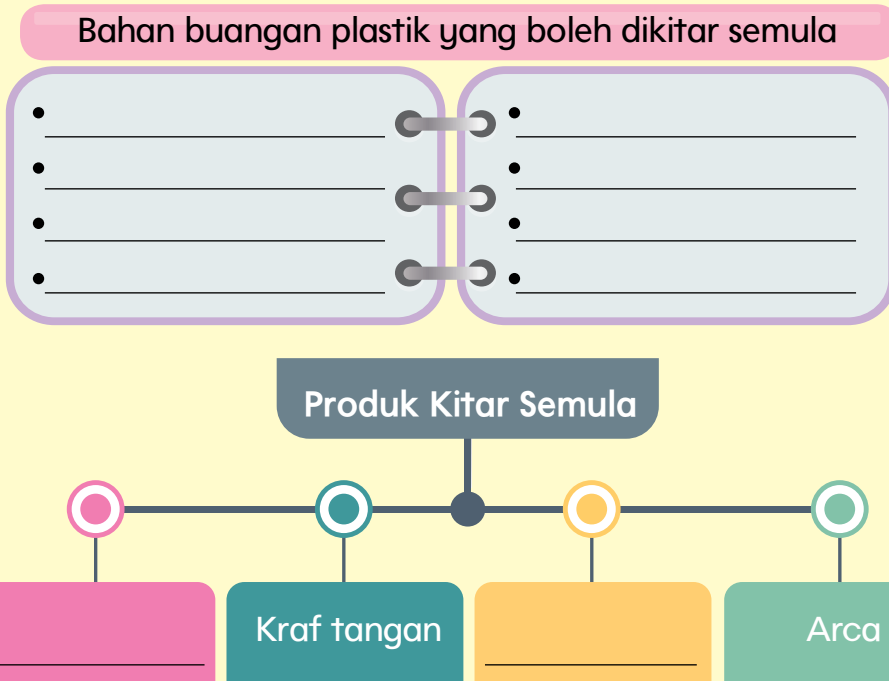 Bahan buangan plastik yang boleh dikitar semula
Produk Kitar Semula
Kraf tangan
Arca